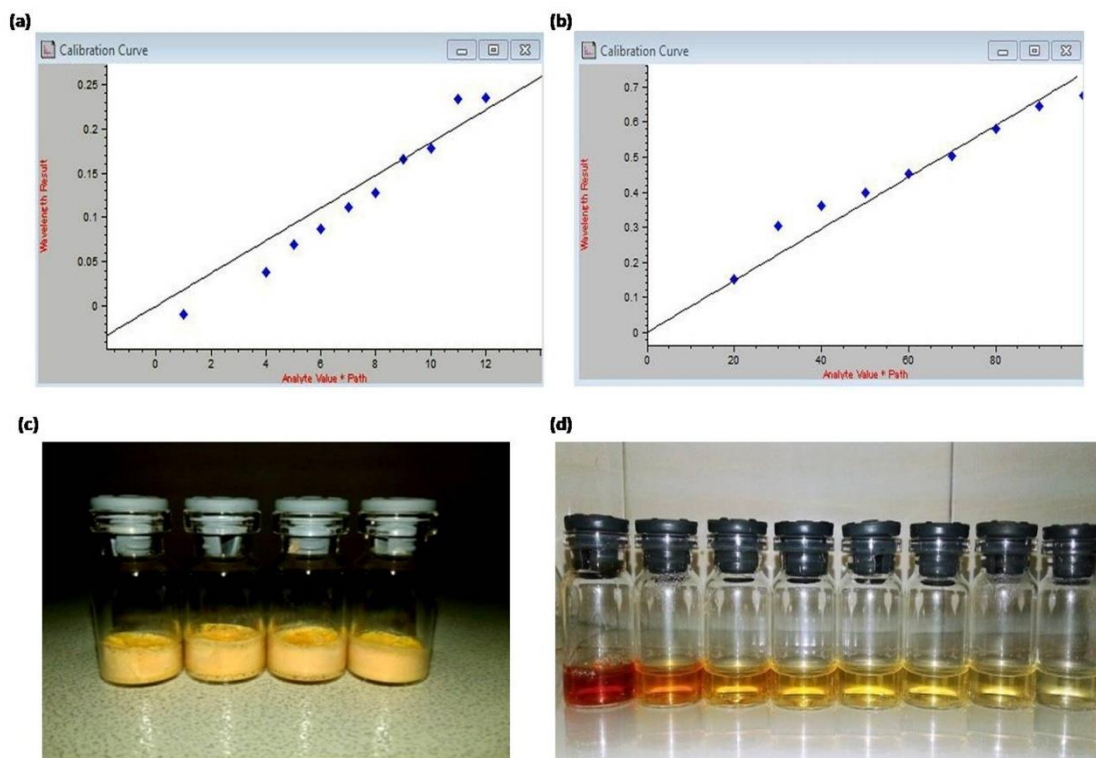 (a)
Calibration Curve
0.25
0.2
0.15
0.1
0.05
0
Wavelength Result
0 2 4 6 8 10 12
Analyte Value * Path
(b)
Calibration Curve
0.7
0.6
0.5
0.4
0.3
0.2
0.1
0
Wavelength Result
0 20 40 60 80
Analyte Value * Path
(c)
(d)